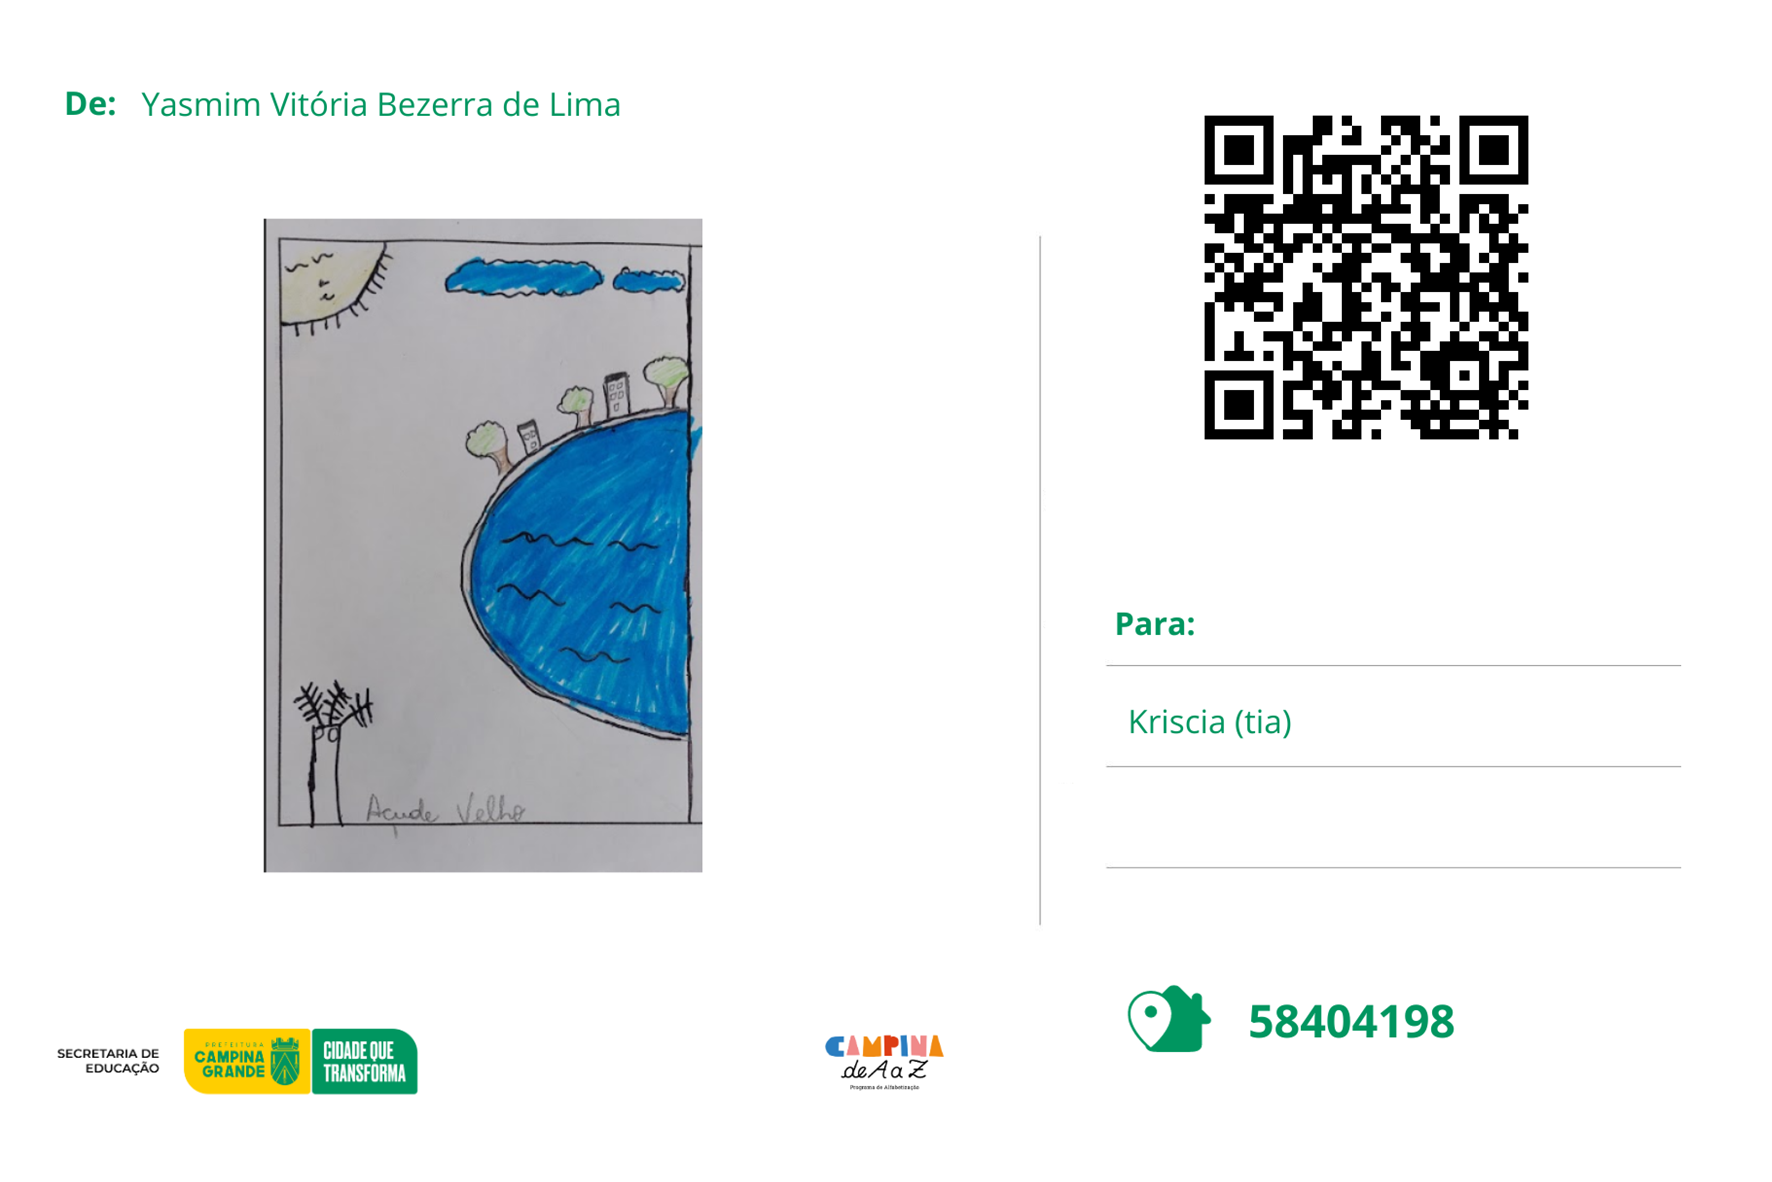 De: Yasmim Vitória Bezerra de Lima
Açude Velho
Para:
Kriscia (tia)
58404198
SECRETARIA DE
EDUCAÇÃO
PREFEITURA
CAMPINA
GRANDE
CIDADE QUE
TRANSFORMA
CAMPINA
de A a Z
Programa de Alfabetização